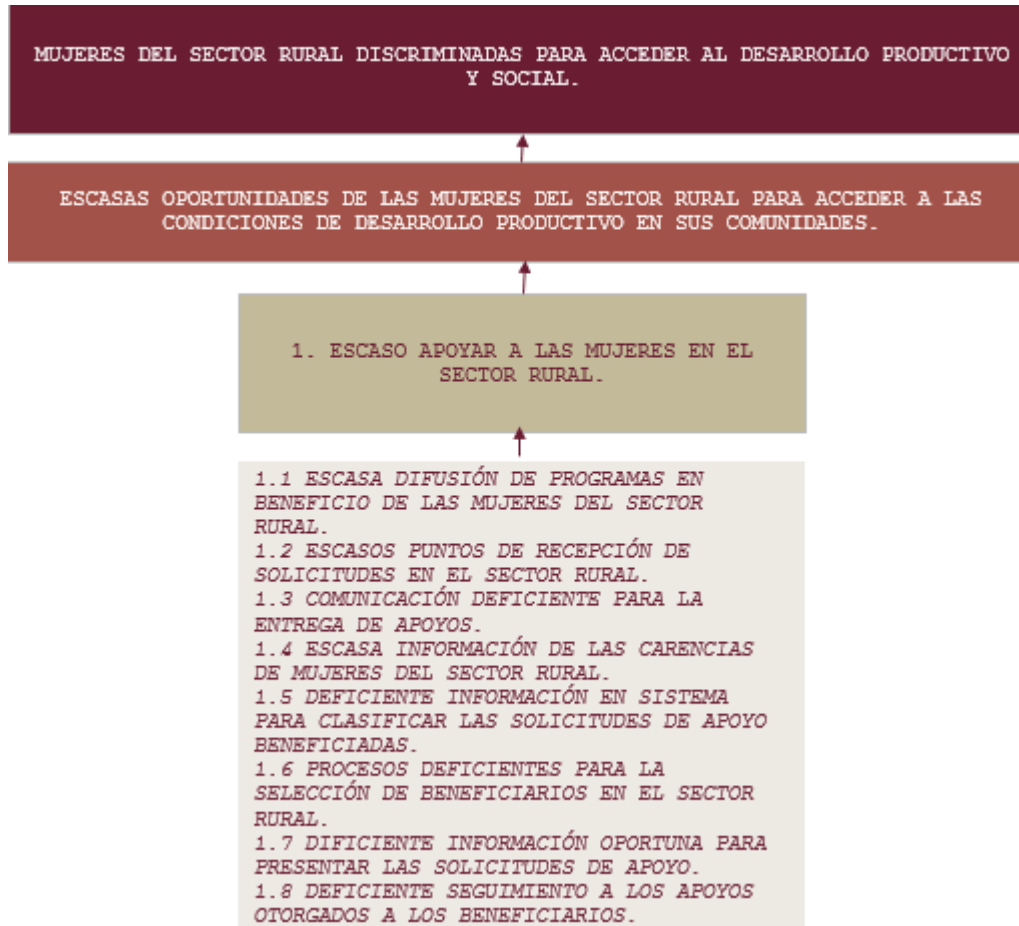 MUJERES DEL SECTOR RURAL DISCRIMINADAS PARA ACCEDER AL DESARROLLO PRODUCTIVO
Y SOCIAL.
ESCASAS OPORTUNIDADES DE LAS MUJERES DEL SECTOR RURAL PARA ACCEDER A LAS
CONDICIONES DE DESARROLLO PRODUCTIVO EN SUS COMUNIDADES.
1. ESCASO APOYAR A LAS MUJERES EN EL
SECTOR RURAL.
1.1 ESCASA DIFUSIÓN DE PROGRAMAS EN
BENEFICIO DE LAS MUJERES DEL SECTOR
RURAL.
1.2 ESCASOS PUNTOS DE RECEPCIÓN DE
SOLICITUDES EN EL SECTOR RURAL.
1.3 COMUNICACIÓN DEFICIENTE PARA LA
ENTREGA DE APOYOS.
1.4 ESCASA INFORMACIÓN DE LAS CARENCIAS
DE MUJERES DEL SECTOR RURAL.
1.5 DEFICIENTE INFORMACIÓN EN SISTEMA
PARA CLASIFICAR LAS SOLICITUDES DE APOYO
BENEFICIADAS.
1.6 PROCESOS DEFICIENTES PARA LA
SELECCIÓN DE BENEFICIARIOS EN EL SECTOR
RURAL.
1.7 DIFICIENTE INFORMACIÓN OPORTUNA PARA
PRESENTAR LAS SOLICITUDES DE APOYO.
1.8 DEFICIENTE SEGUIMIENTO A LOS APOYOS
OTORGADOS A LOS BENEFICIARIOS.